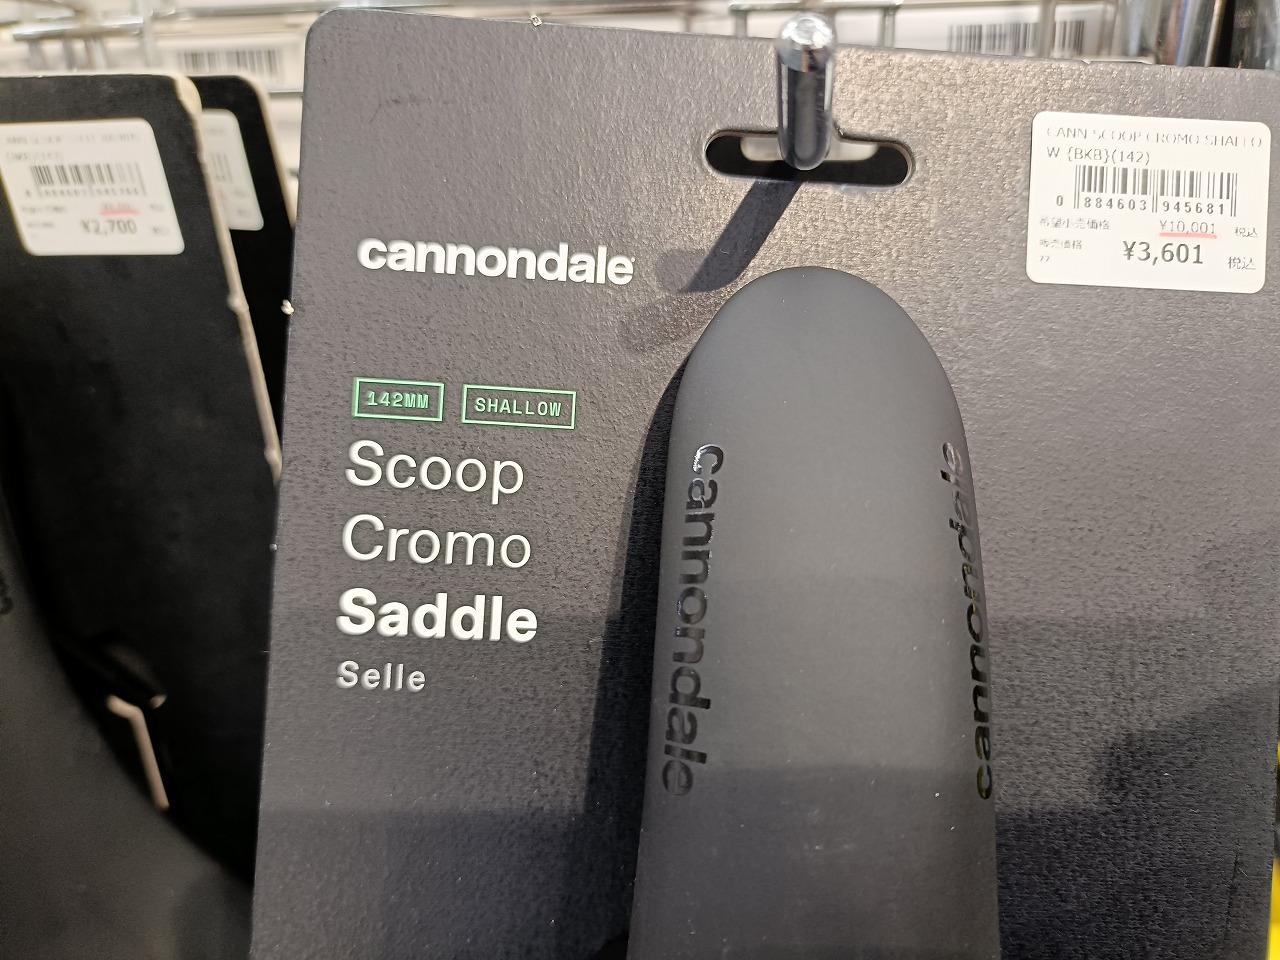 cannondale
142MM SHALLOW
Scoop
Cromo
Saddle
Selle
cannondale
cannondale
CANN SCOOP CROMO SHALLO
W {BKB}(142)
0 884603 945681
希望小売価格 ¥10,001 税込
販売価格 ¥3,601 税込
¥2,700